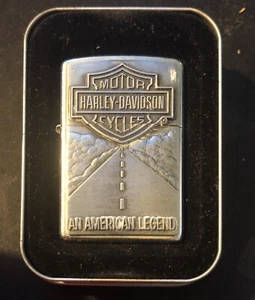 MOTOR
HARLEY-DAVIDSON
CYCLES
AN AMERICAN LEGEND